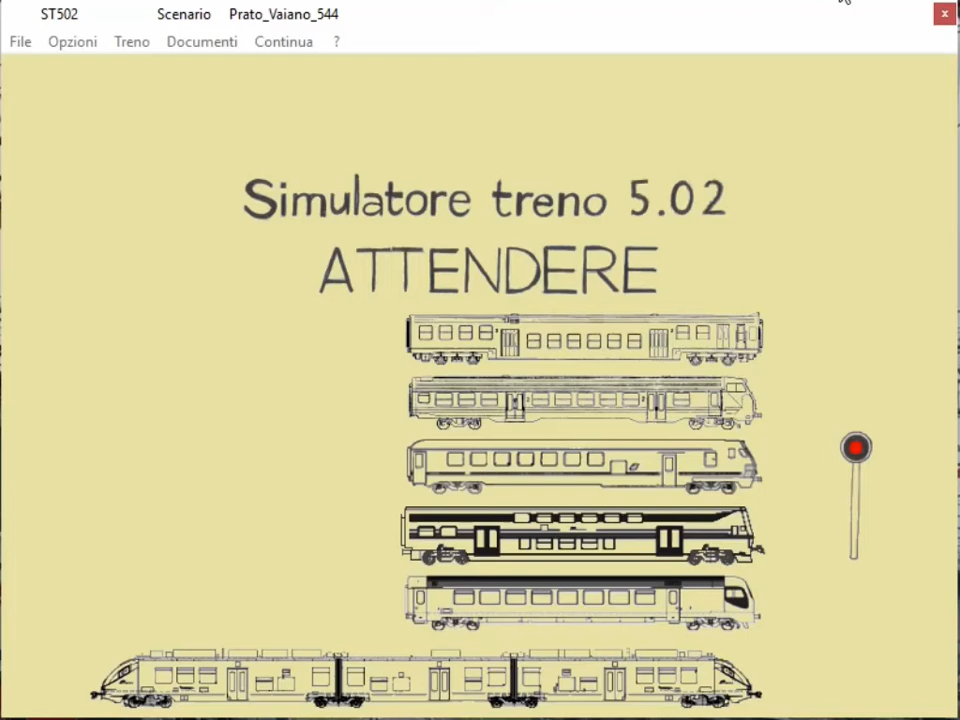 ST502 Scenario Prato_Vaiano_544
x
File Opzioni Treno Documenti Continua ?
Simulatore treno 5.02
ATTENDERE